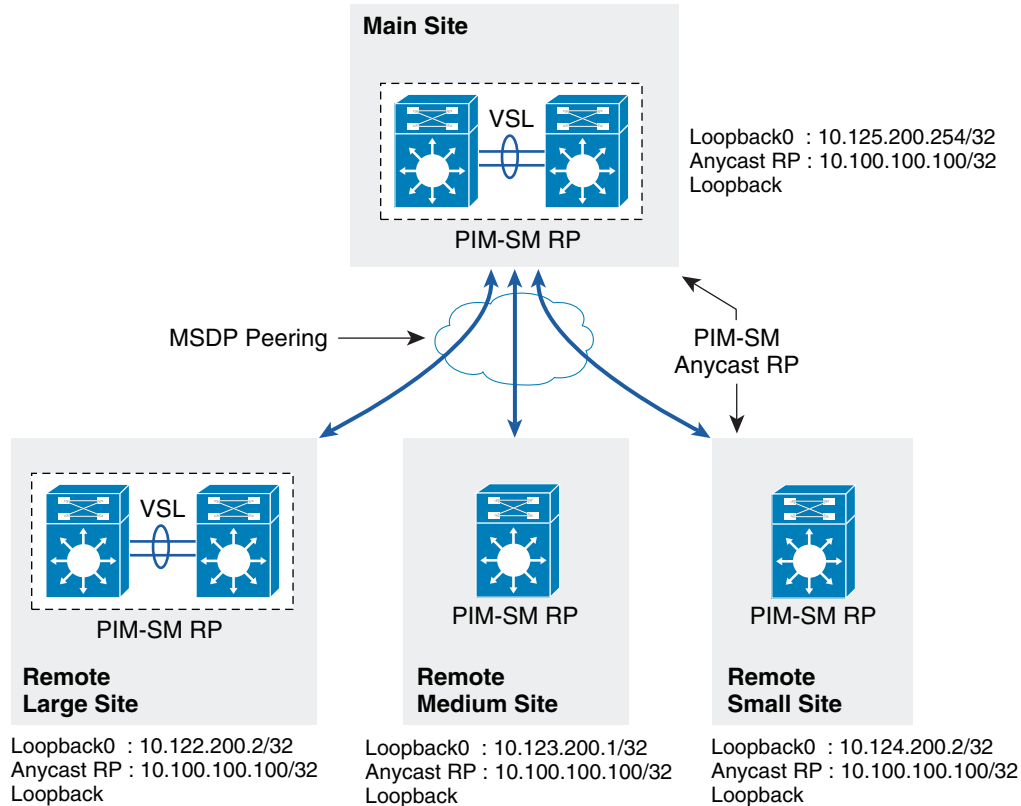 Main Site
VSL
PIM-SM RP
Loopback0 : 10.125.200.254/32
Anycast RP : 10.100.100.100/32
Loopback
MSDP Peering
PIM-SM
Anycast RP
VSL
PIM-SM RP
Remote
Large Site
Loopback0 : 10.122.200.2/32
Anycast RP : 10.100.100.100/32
Loopback
PIM-SM RP
Remote
Medium Site
Loopback0 : 10.123.200.1/32
Anycast RP : 10.100.100.100/32
Loopback
PIM-SM RP
Remote
Small Site
Loopback0 : 10.124.200.2/32
Anycast RP : 10.100.100.100/32
Loopback